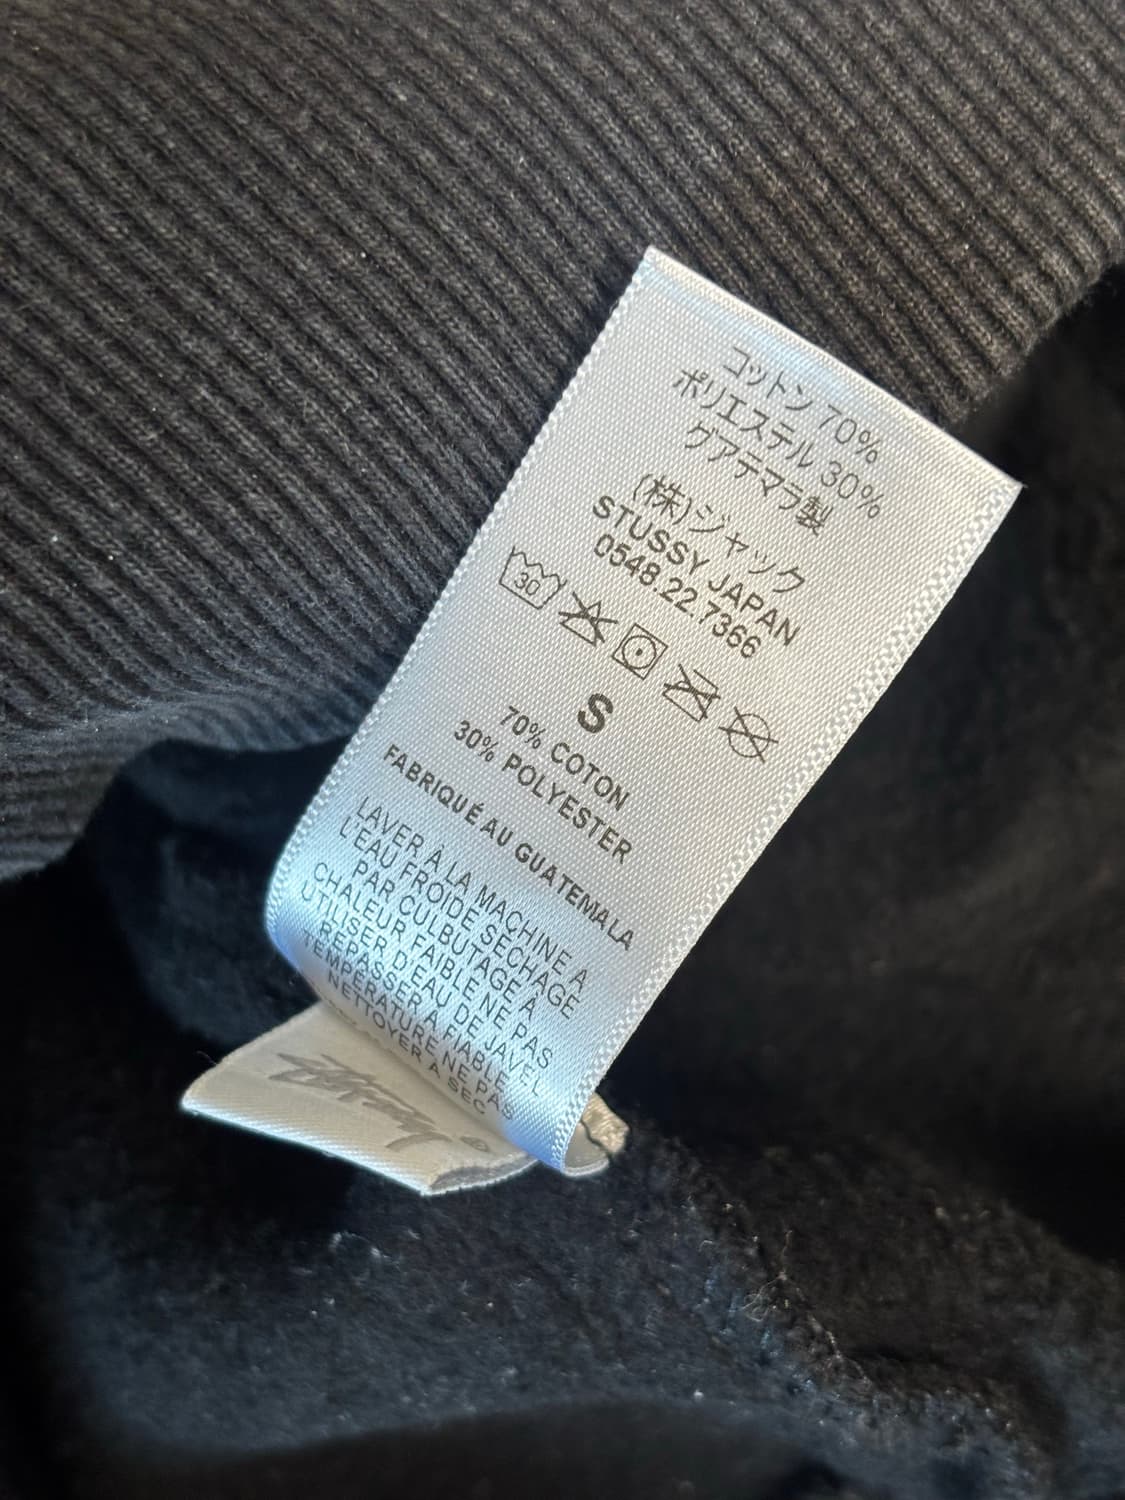 コットン 70%
ポリエステル 30%
グアテマラ製
(株)ジャック
STUSSY JAPAN
0548.22.7366
30
S
70% COTON
30% POLYESTER
FABRIQUÉ AU GUATEMALA
LAVER À LA MACHINE À
L'EAU FROIDE SÉCHAGE
PAR CULBUTAGE À
CHALEUR FAIBLE NE PAS
UTILISER D'EAU DE JAVEL
REPASSER À FIABLE
TEMPÉRATURE NE PAS
NETTOYER À SEC